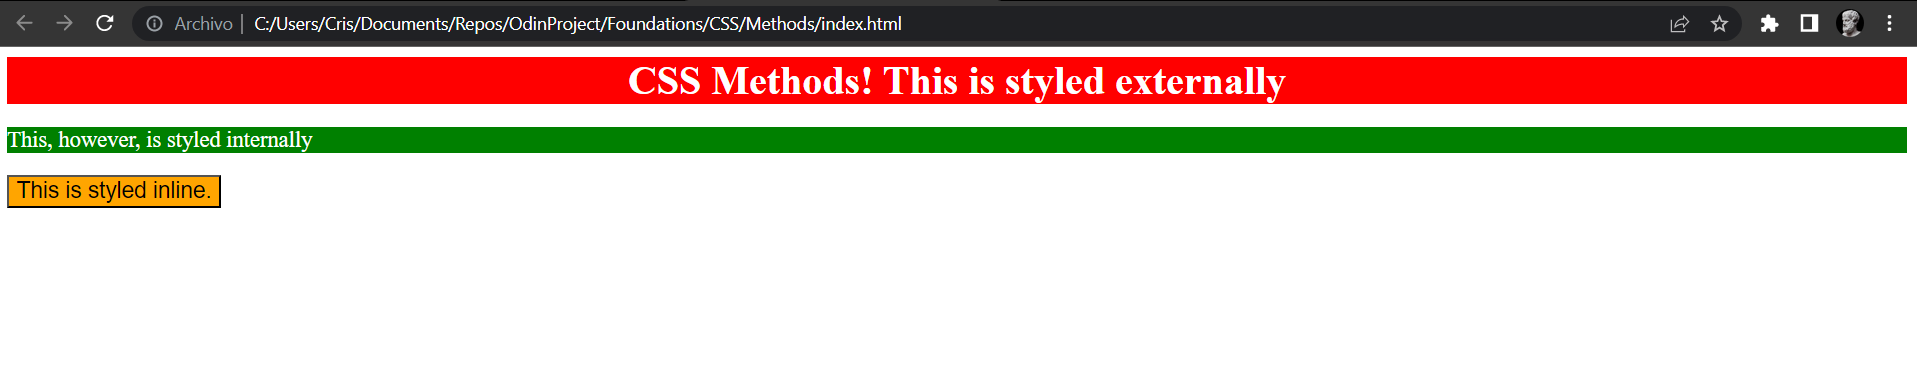 Archivo | C:/Users/Cris/Documents/Repos/OdinProject/Foundations/CSS/Methods/index.html
CSS Methods! This is styled externally
This, however, is styled internally
This is styled inline.